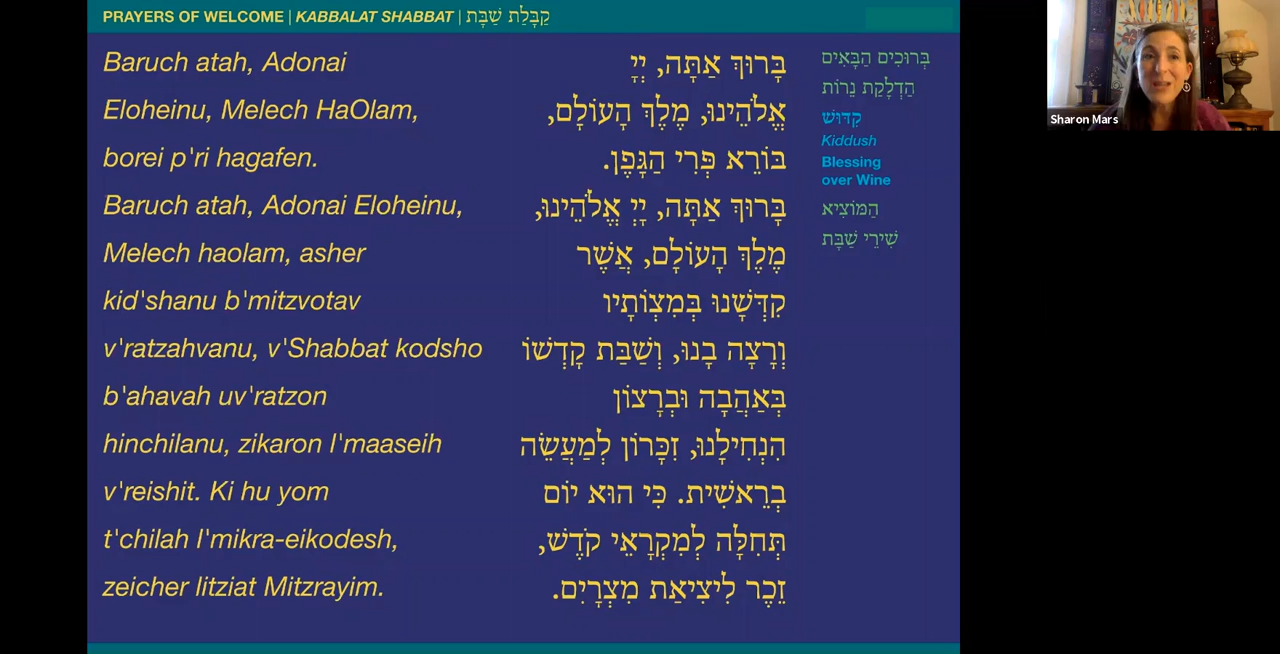 PRAYERS OF WELCOME | KABBALAT SHABBAT | קַבָּלַת שַׁבָּת
Baruch atah, Adonai
Eloheinu, Melech HaOlam,
borei p'ri hagafen.
Baruch atah, Adonai Eloheinu,
Melech haolam, asher
kid'shanu b'mitzvotav
v'ratzahvanu, v'Shabbat kodsho
b'ahavah uv'ratzon
hinchilanu, zikaron l'maaseih
v'reishit. Ki hu yom
t'chilah l'mikra-eikodesh,
zeicher litziat Mitzrayim.
בָּרוּךְ אַתָּה, יְיָ
אֱלֹהֵינוּ, מֶלֶךְ הָעוֹלָם,
בּוֹרֵא פְּרִי הַגָּפֶן.
בָּרוּךְ אַתָּה, יְיָ אֱלֹהֵינוּ,
מֶלֶךְ הָעוֹלָם, אֲשֶׁר
קִדְּשָׁנוּ בְּמִצְוֹתָיו
וְרָצָה בָנוּ, וְשַׁבַּת קָדְשׁוֹ
בְּאַהֲבָה וּבְרָצוֹן
הִנְחִילָנוּ, זִכָּרוֹן לְמַעֲשֵׂה
בְרֵאשִׁית. כִּי הוּא יוֹם
תְּחִלָּה לְמִקְרָאֵי קֹדֶשׁ,
זֵכֶר לִיצִיאַת מִצְרָיִם.
בְּרוּכִים הַבָּאִים
הַדְלָקַת נֵרוֹת
קִדּוּשׁ
Kiddush
Blessing
over Wine
הַמּוֹצִיא
שִׁירֵי שַׁבָּת
Sharon Mars